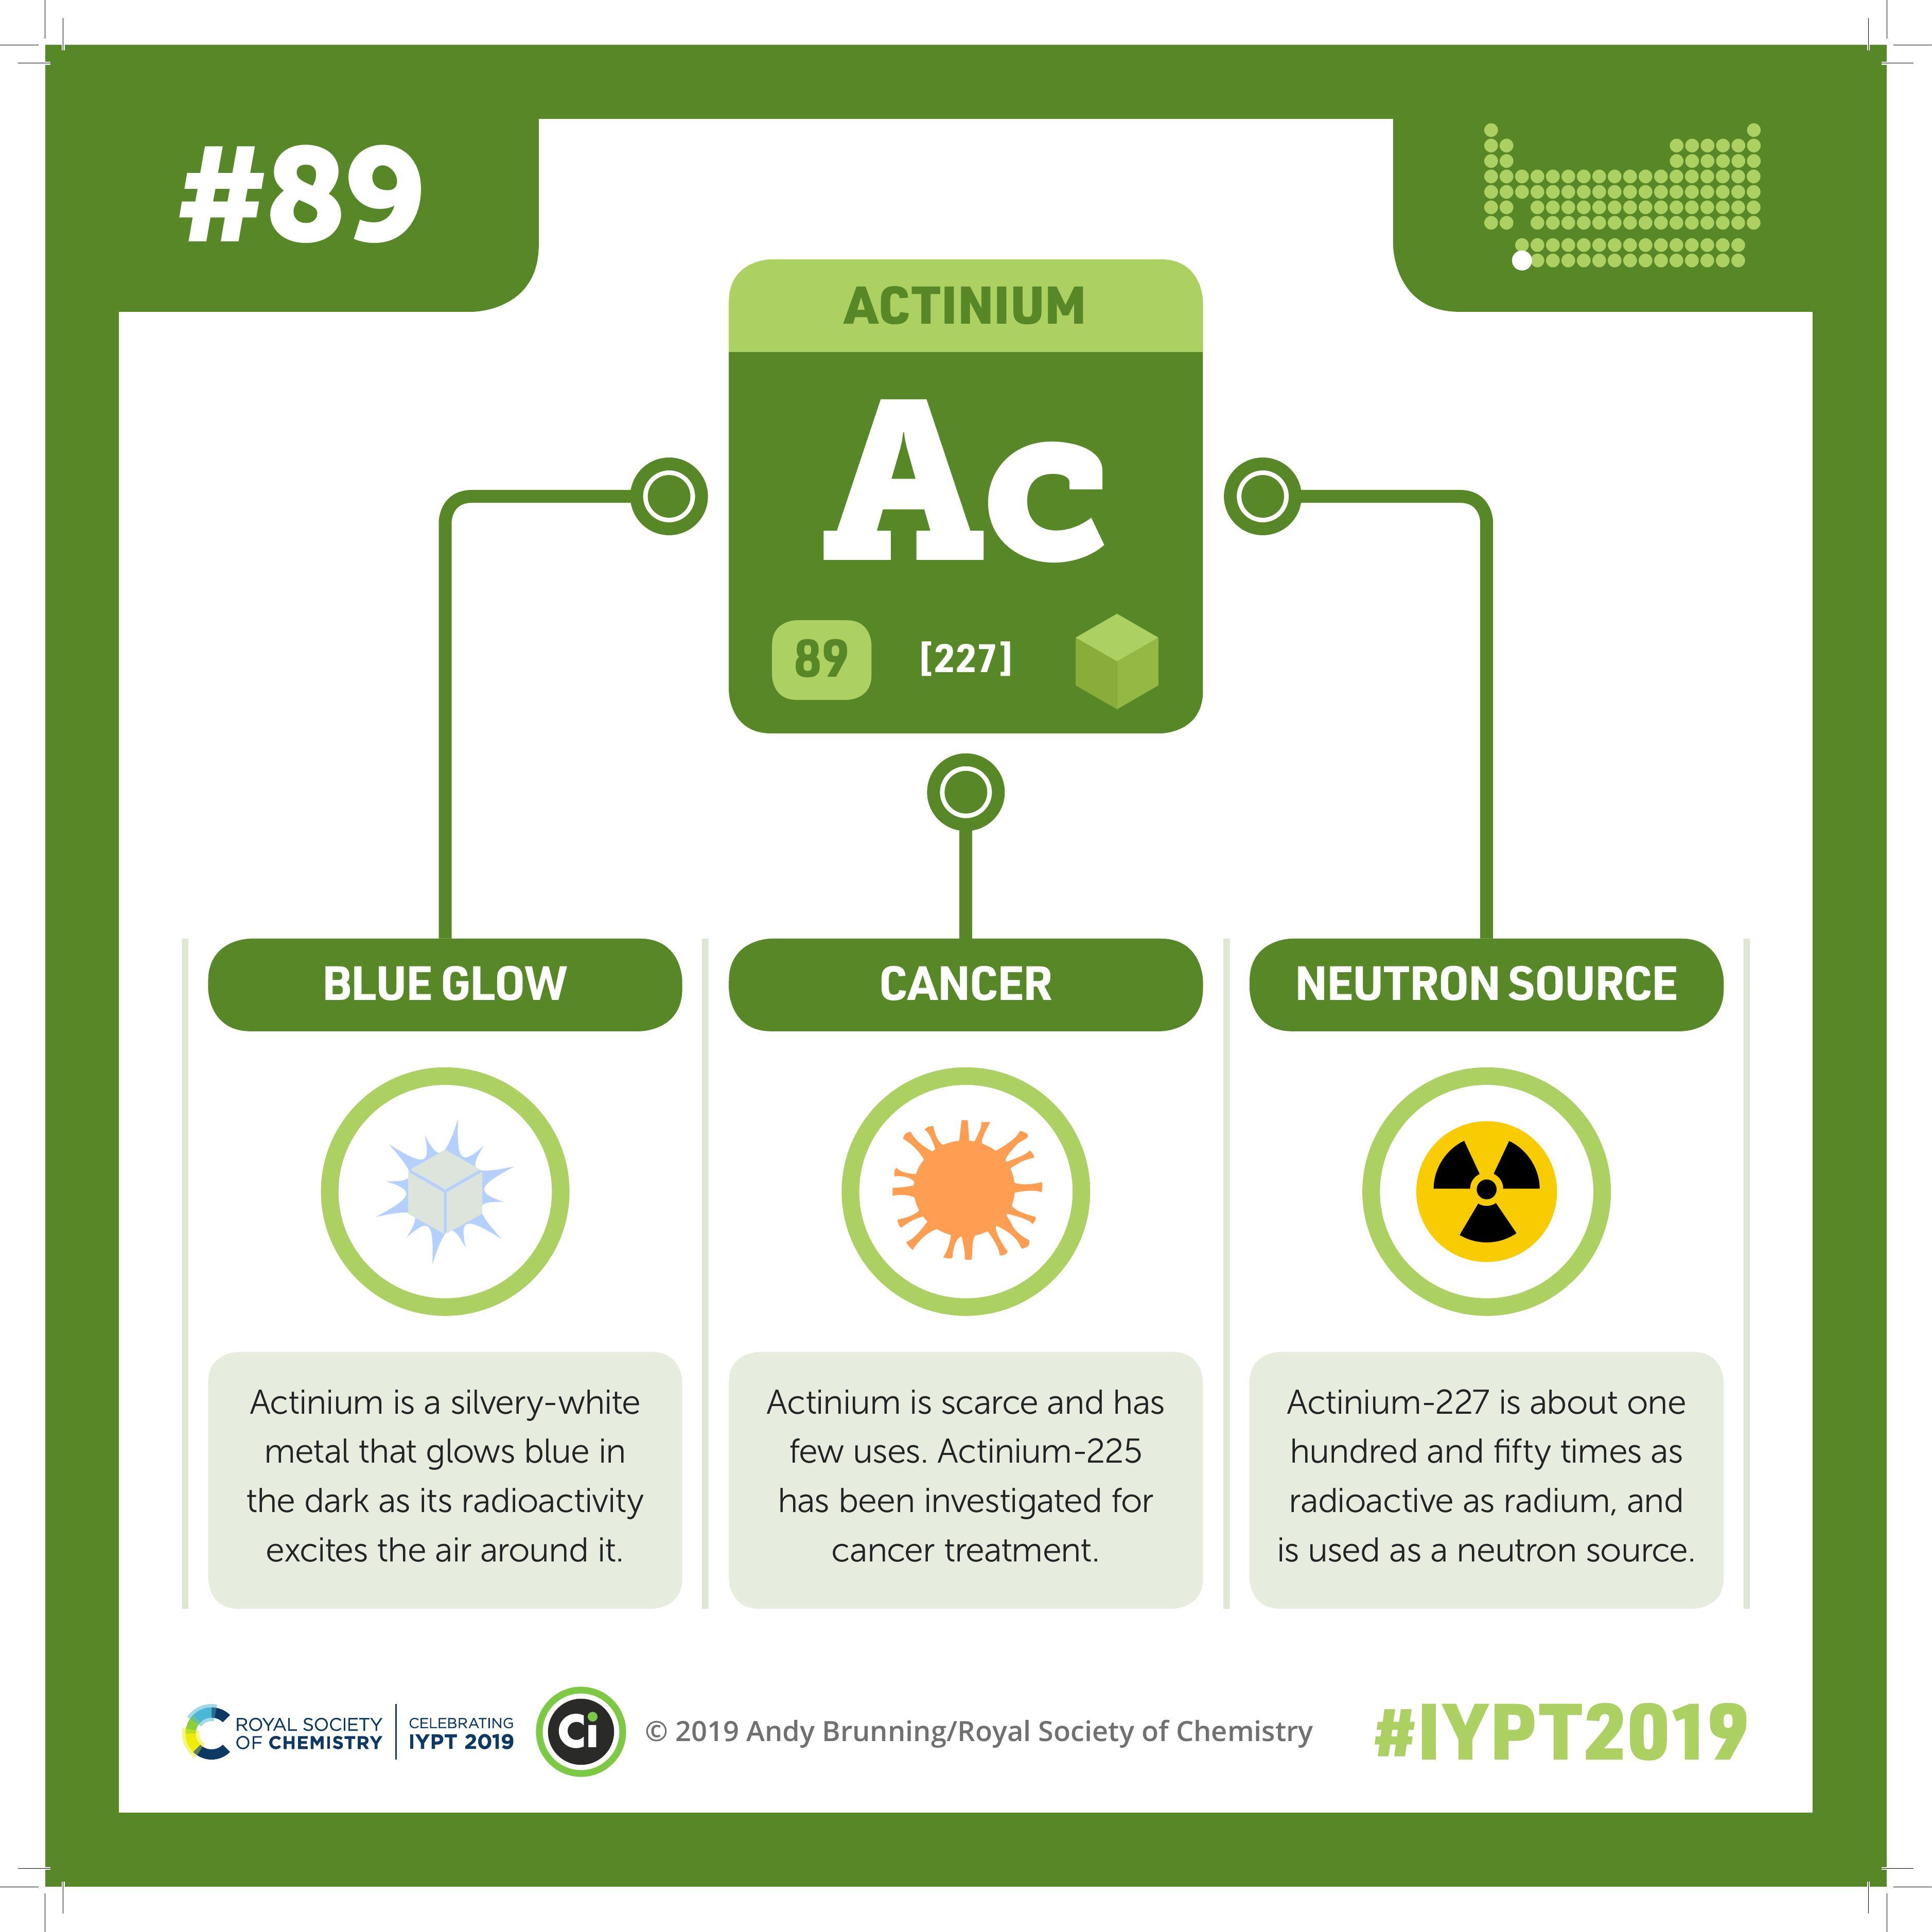 #89
ACTINIUM
Ac
89
[227]
BLUE GLOW
Actinium is a silvery-white
metal that glows blue in
the dark as its radioactivity
excites the air around it.
CANCER
Actinium is scarce and has
few uses. Actinium-225
has been investigated for
cancer treatment.
NEUTRON SOURCE
Actinium-227 is about one
hundred and fifty times as
radioactive as radium, and
is used as a neutron source.
ROYAL SOCIETY
OF CHEMISTRY
CELEBRATING
IYPT 2019
Ci
© 2019 Andy Brunning/Royal Society of Chemistry
#IYPT2019